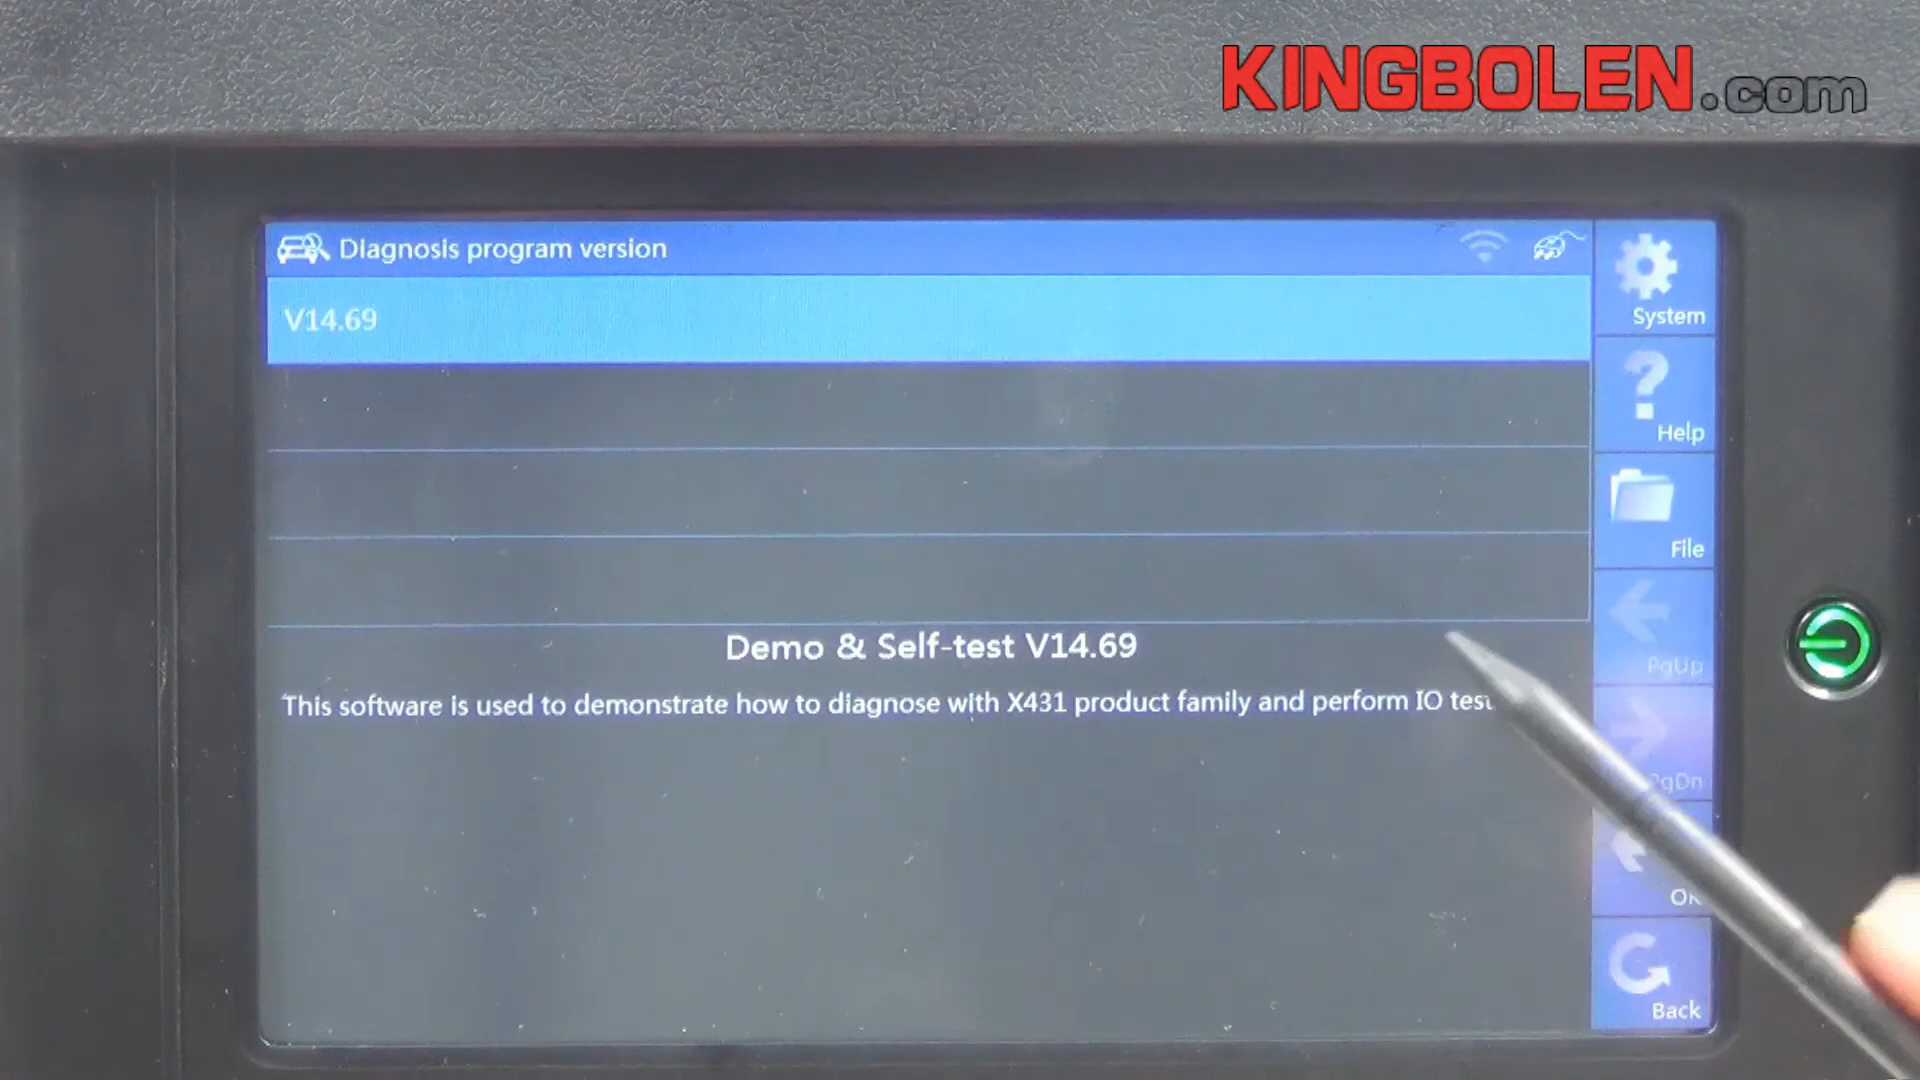 KINGBOLEN.com
Diagnosis program version
V14.69
System
Help
File
PgUp
PgDn
OK
Back
Demo & Self-test V14.69
This software is used to demonstrate how to diagnose with X431 product family and perform IO test